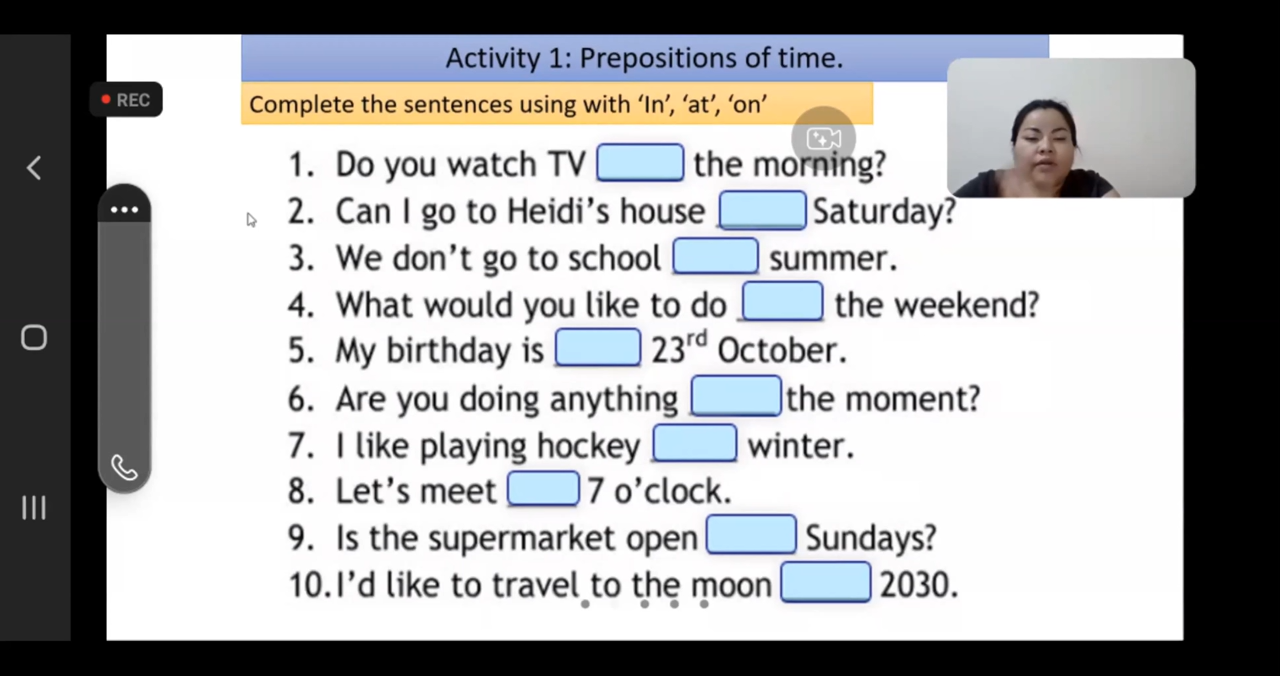 Activity 1: Prepositions of time.
REC
Complete the sentences using with ‘In’, ‘at’, ‘on’
1. Do you watch TV the morning?
2. Can I go to Heidi’s house Saturday?
3. We don’t go to school summer.
4. What would you like to do the weekend?
5. My birthday is 23rd October.
6. Are you doing anything the moment?
7. I like playing hockey winter.
8. Let’s meet 7 o’clock.
9. Is the supermarket open Sundays?
10. I’d like to travel to the moon 2030.